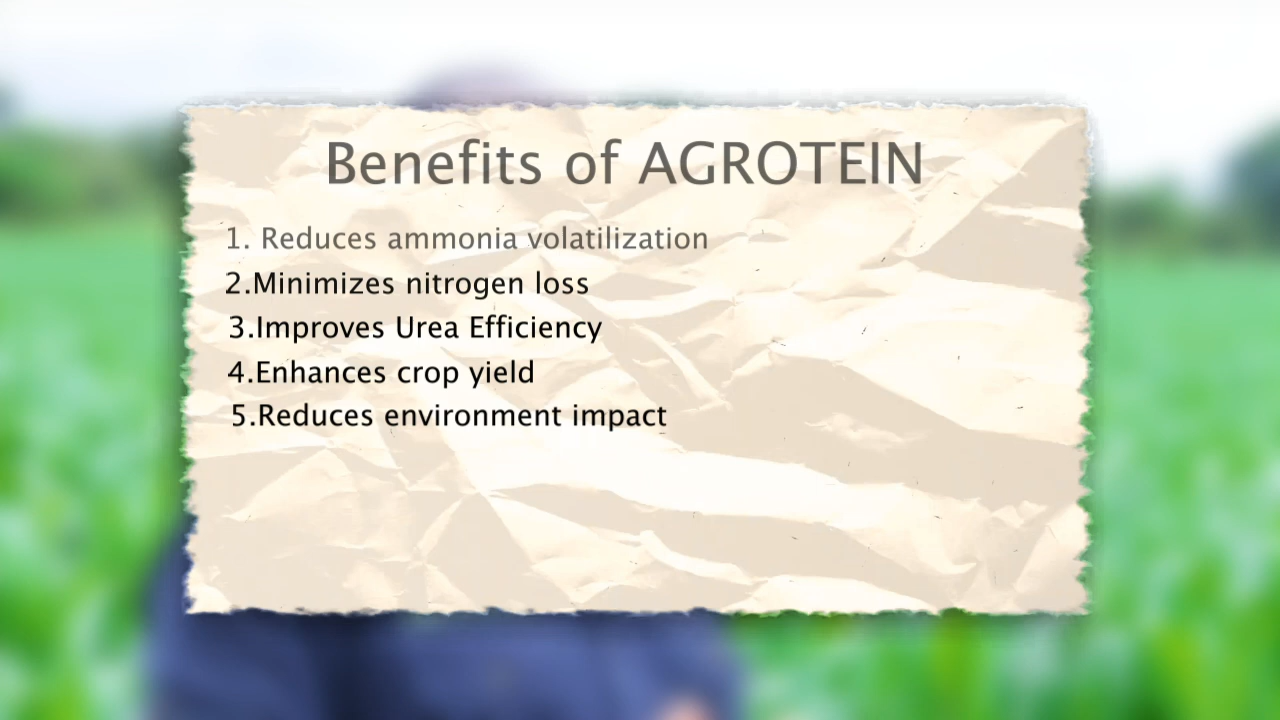 Benefits of AGROTEIN
1. Reduces ammonia volatilization
2.Minimizes nitrogen loss
3.Improves Urea Efficiency
4.Enhances crop yield
5.Reduces environment impact